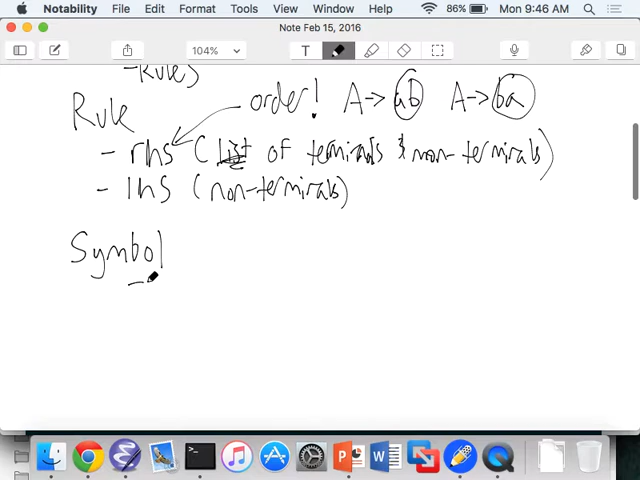 Notability File Edit Format View Tools Window Help 86% Mon 9:46 AM
Note Feb 15, 2016
104%
T
-Rules
Rule order! A→ab A→ba
- rhs (List of terminals & non-terminals)
- lhs (non-terminals)
Symbol
-